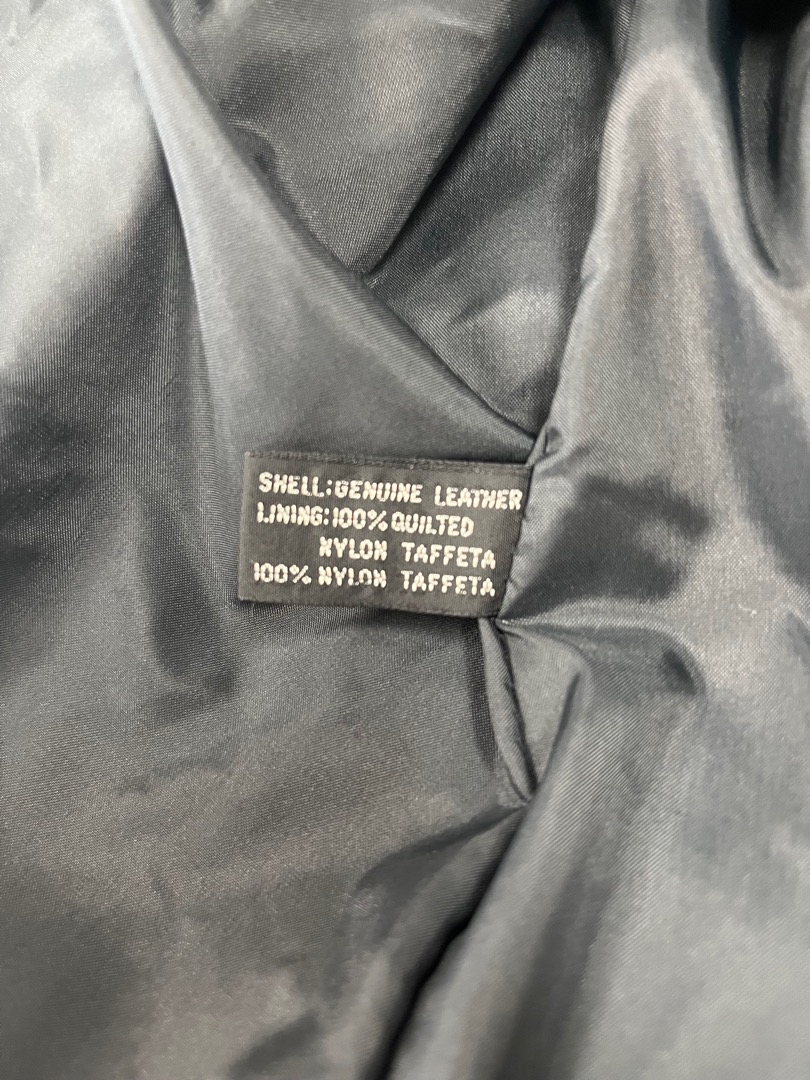 SHELL:GENUINE LEATHER
LINING:100% QUILTED
NYLON TAFFETA
100% NYLON TAFFETA